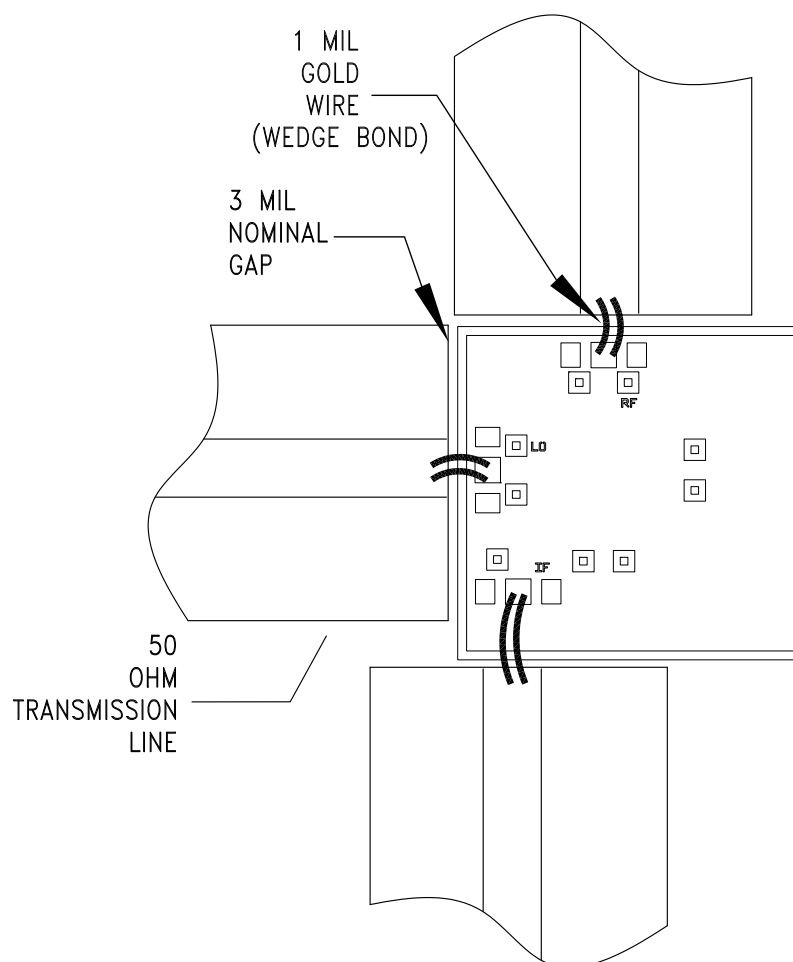 1 MIL
GOLD
WIRE
(WEDGE BOND)
3 MIL
NOMINAL
GAP
RF
LO
IF
50
OHM
TRANSMISSION
LINE